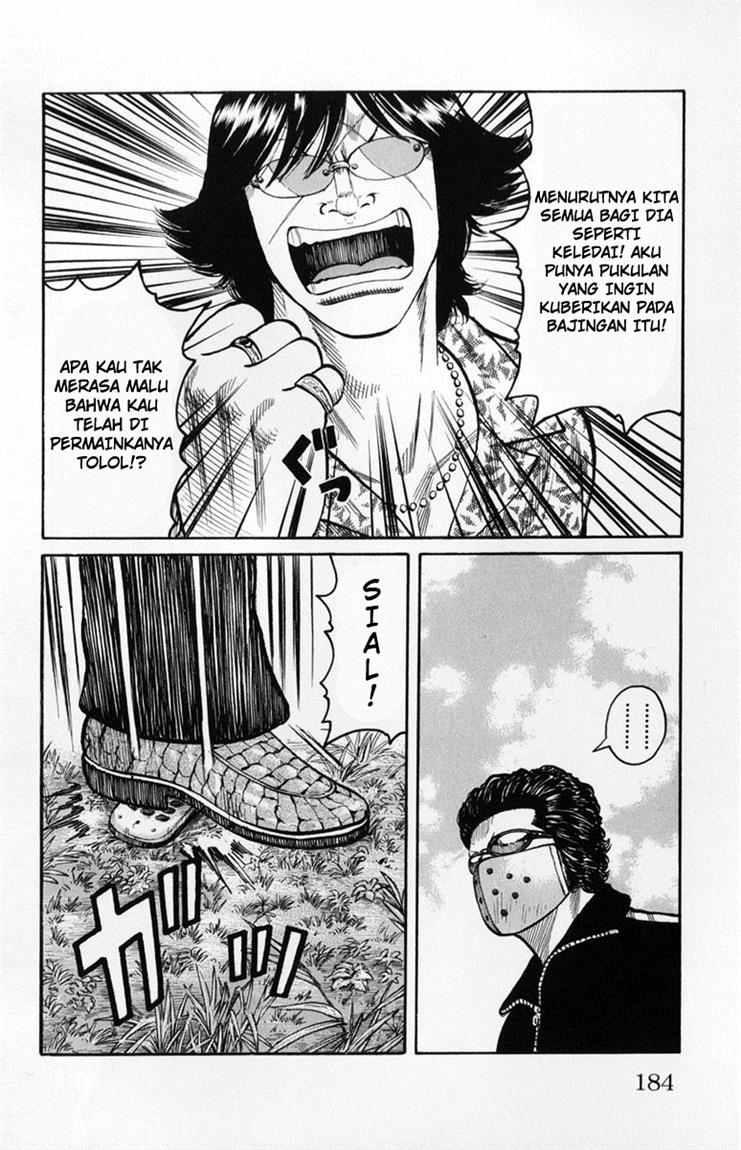 MENURUTNYA KITA
SEMUA BAGI DIA
SEPERTI
KELEDAI! AKU
PUNYA PUKULAN
YANG INGIN
KUBERIKAN PADA
BAJINGAN ITU!
APA KAU TAK
MERASA MALU
BAHWA KAU
TELAH DI
PERMAINKANYA
TOLOL!?
ぐっ
SIAL!
ガッ
............
184